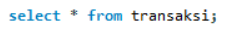 select * from transaksi;